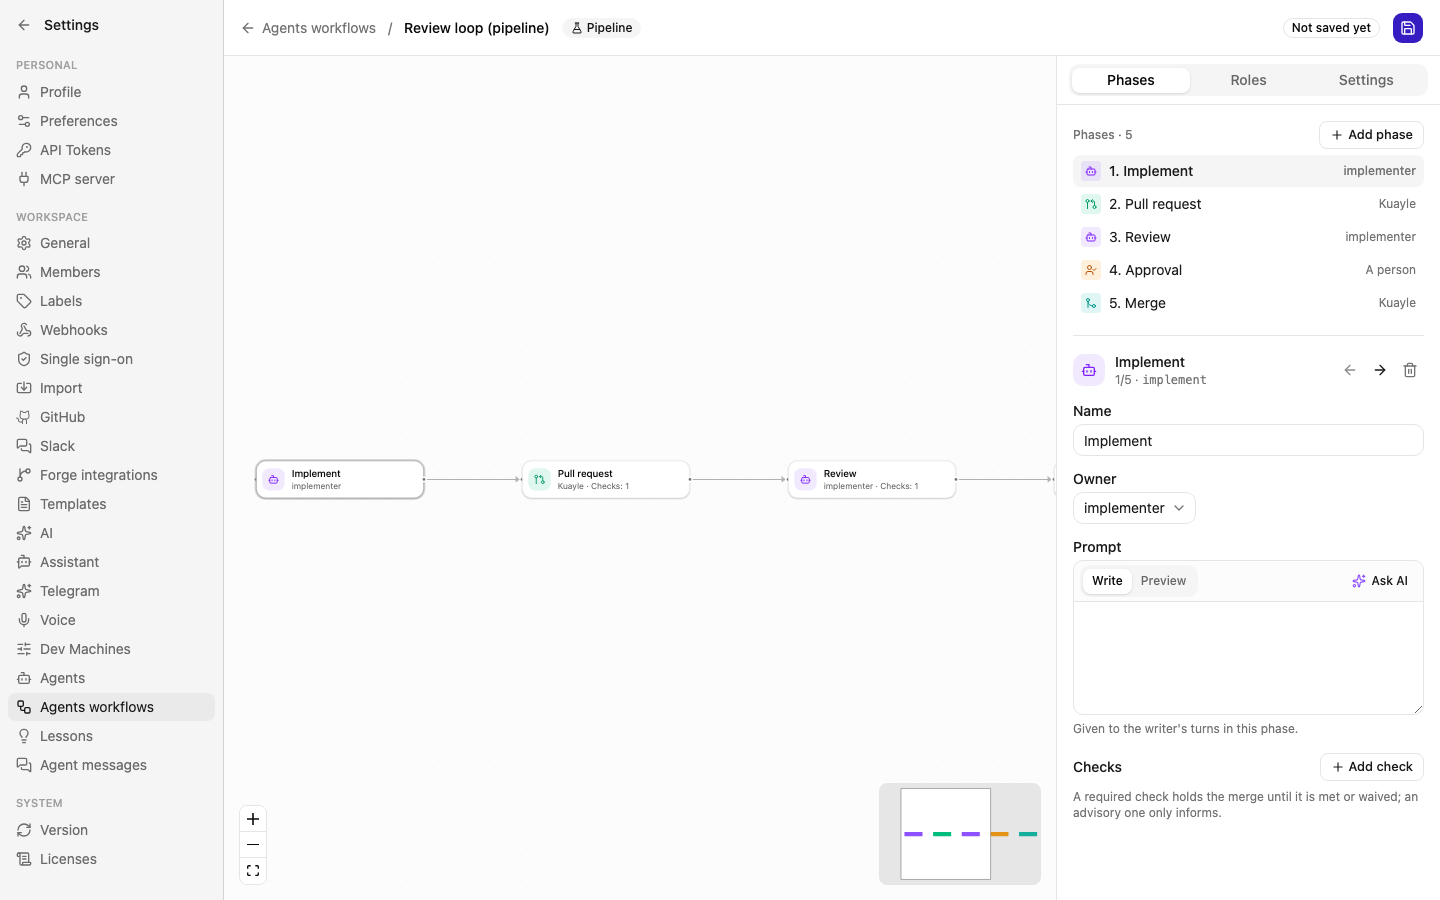 Settings
PERSONAL
Profile
Preferences
API Tokens
MCP server
WORKSPACE
General
Members
Labels
Webhooks
Single sign-on
Import
GitHub
Slack
Forge integrations
Templates
AI
Assistant
Telegram
Voice
Dev Machines
Agents
Agents workflows
Lessons
Agent messages
SYSTEM
Version
Licenses
Agents workflows / Review loop (pipeline) Pipeline
Not saved yet
Implement
implementer
Pull request
Kuayle · Checks: 1
Review
implementer · Checks: 1
Phases Roles Settings
Phases · 5 Add phase
1. Implement implementer
2. Pull request Kuayle
3. Review implementer
4. Approval A person
5. Merge Kuayle
Implement
1/5 · implement
Name
Implement
Owner
implementer
Prompt
Write Preview Ask AI
Given to the writer's turns in this phase.
Checks Add check
A required check holds the merge until it is met or waived; an
advisory one only informs.